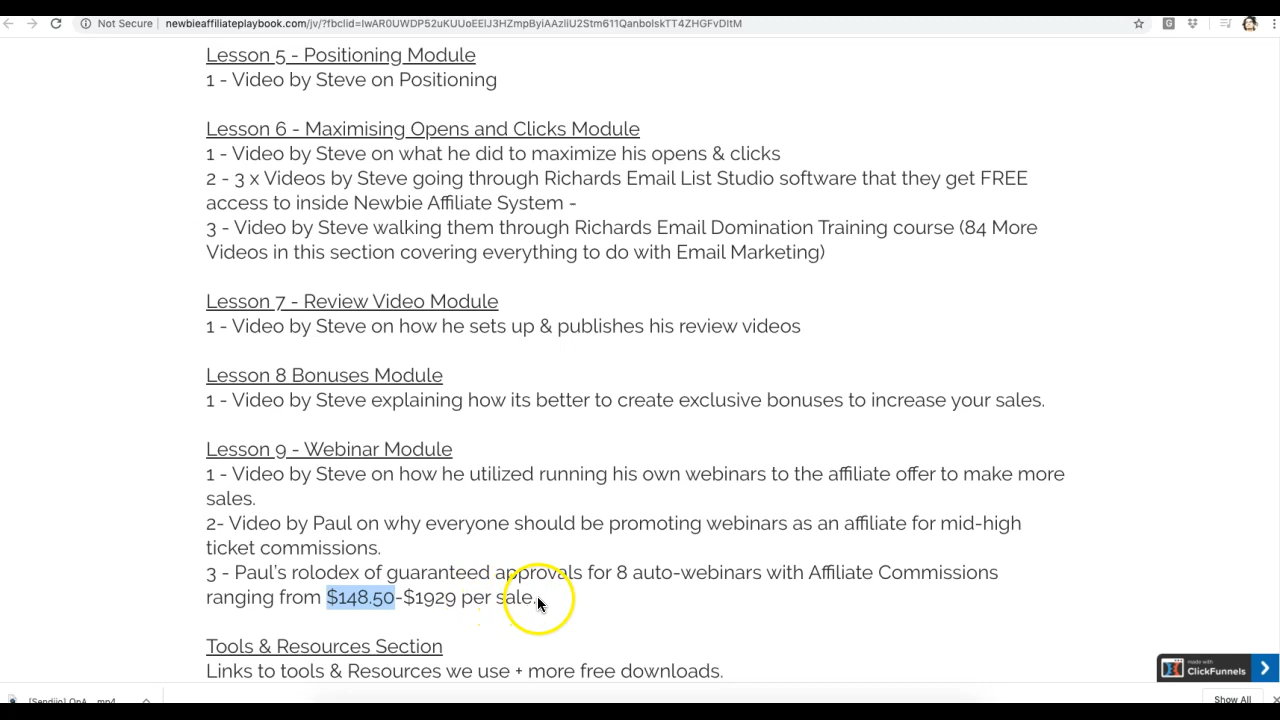 Not Secure
newbieaffiliateplaybook.com/jv/?fbclid=IwAR0UWDP52uKUUoEEIJ3HZmpByiAAzliU2Stm611QanbolskTT4ZHGFvDItM
Lesson 5 - Positioning Module
1 - Video by Steve on Positioning
Lesson 6 - Maximising Opens and Clicks Module
1 - Video by Steve on what he did to maximize his opens & clicks
2 - 3 x Videos by Steve going through Richards Email List Studio software that they get FREE
access to inside Newbie Affiliate System -
3 - Video by Steve walking them through Richards Email Domination Training course (84 More
Videos in this section covering everything to do with Email Marketing)
Lesson 7 - Review Video Module
1 - Video by Steve on how he sets up & publishes his review videos
Lesson 8 Bonuses Module
1 - Video by Steve explaining how its better to create exclusive bonuses to increase your sales.
Lesson 9 - Webinar Module
1 - Video by Steve on how he utilized running his own webinars to the affiliate offer to make more
sales.
2- Video by Paul on why everyone should be promoting webinars as an affiliate for mid-high
ticket commissions.
3 - Paul's rolodex of guaranteed approvals for 8 auto-webinars with Affiliate Commissions
ranging from $148.50-$1929 per sale.
Tools & Resources Section
Links to tools & Resources we use + more free downloads.
made with
ClickFunnels
[Sendiio] OpA....mp4
Show All